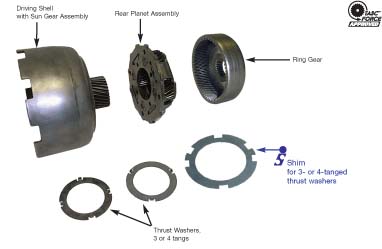 Driving Shell
with Sun Gear Assembly
Rear Planet Assembly
TASC
FORCE
APPROVED
Ring Gear
S Shim
for 3- or 4-tanged
thrust washers
Thrust Washers,
3 or 4 tangs